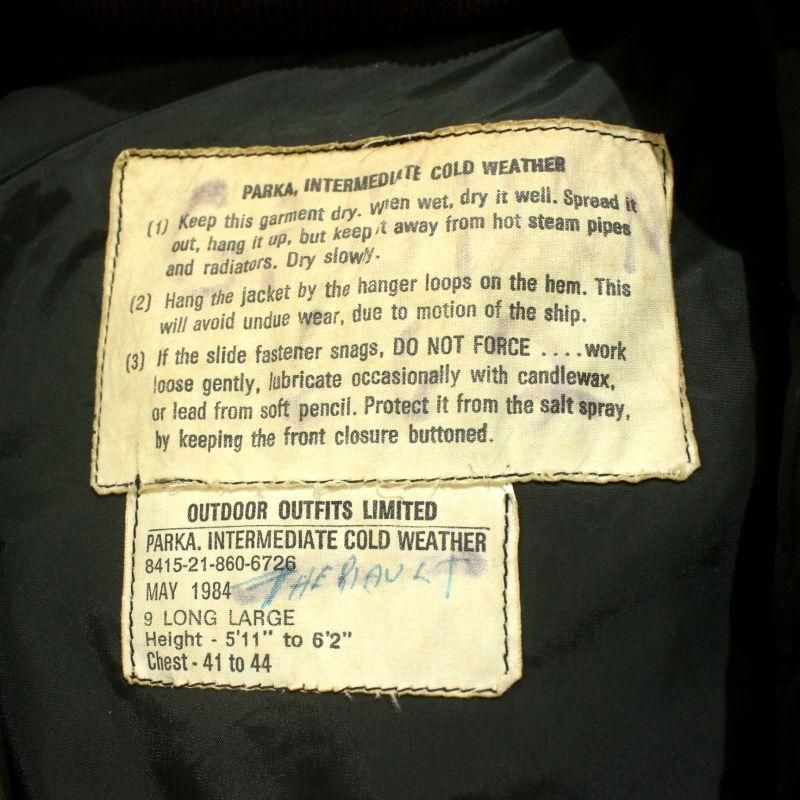 PARKA, INTERMEDIATE COLD WEATHER
(1) Keep this garment dry. When wet, dry it well. Spread it
out, hang it up, but keep it away from hot steam pipes
and radiators. Dry slowly.
(2) Hang the jacket by the hanger loops on the hem. This
will avoid undue wear, due to motion of the ship.
(3) If the slide fastener snags, DO NOT FORCE ....work
loose gently, lubricate occasionally with candlewax,
or lead from soft pencil. Protect it from the salt spray,
by keeping the front closure buttoned.
OUTDOOR OUTFITS LIMITED
PARKA. INTERMEDIATE COLD WEATHER
8415-21-860-6726
MAY 1984 THERIAULT
9 LONG LARGE
Height - 5'11" to 6'2"
Chest - 41 to 44